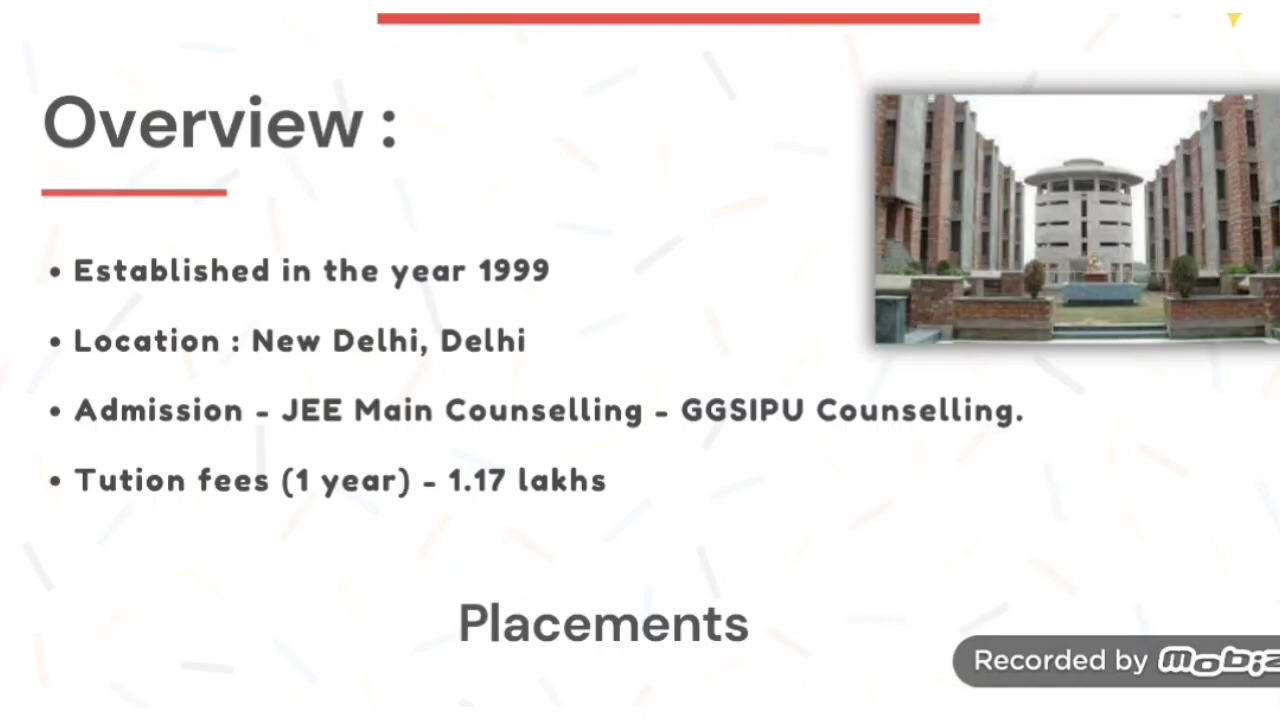 Overview :
• Established in the year 1999
• Location : New Delhi, Delhi
• Admission - JEE Main Counselling - GGSIPU Counselling.
• Tution fees (1 year) - 1.17 lakhs
Placements
Recorded by